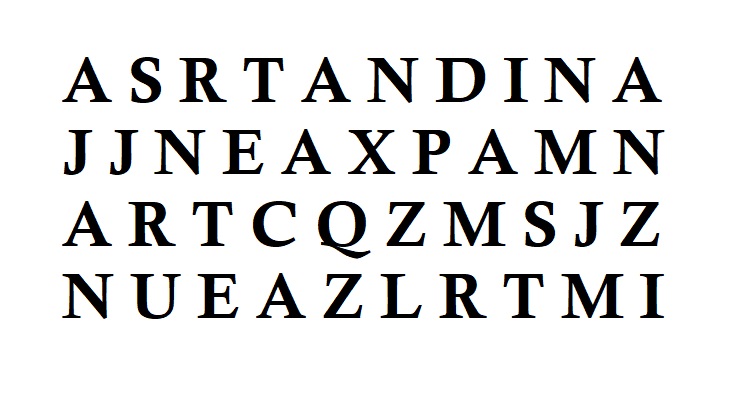 A S R T A N D I N A
J J N E A X P A M N
A R T C Q Z M S J Z
N U E A Z L R T M I